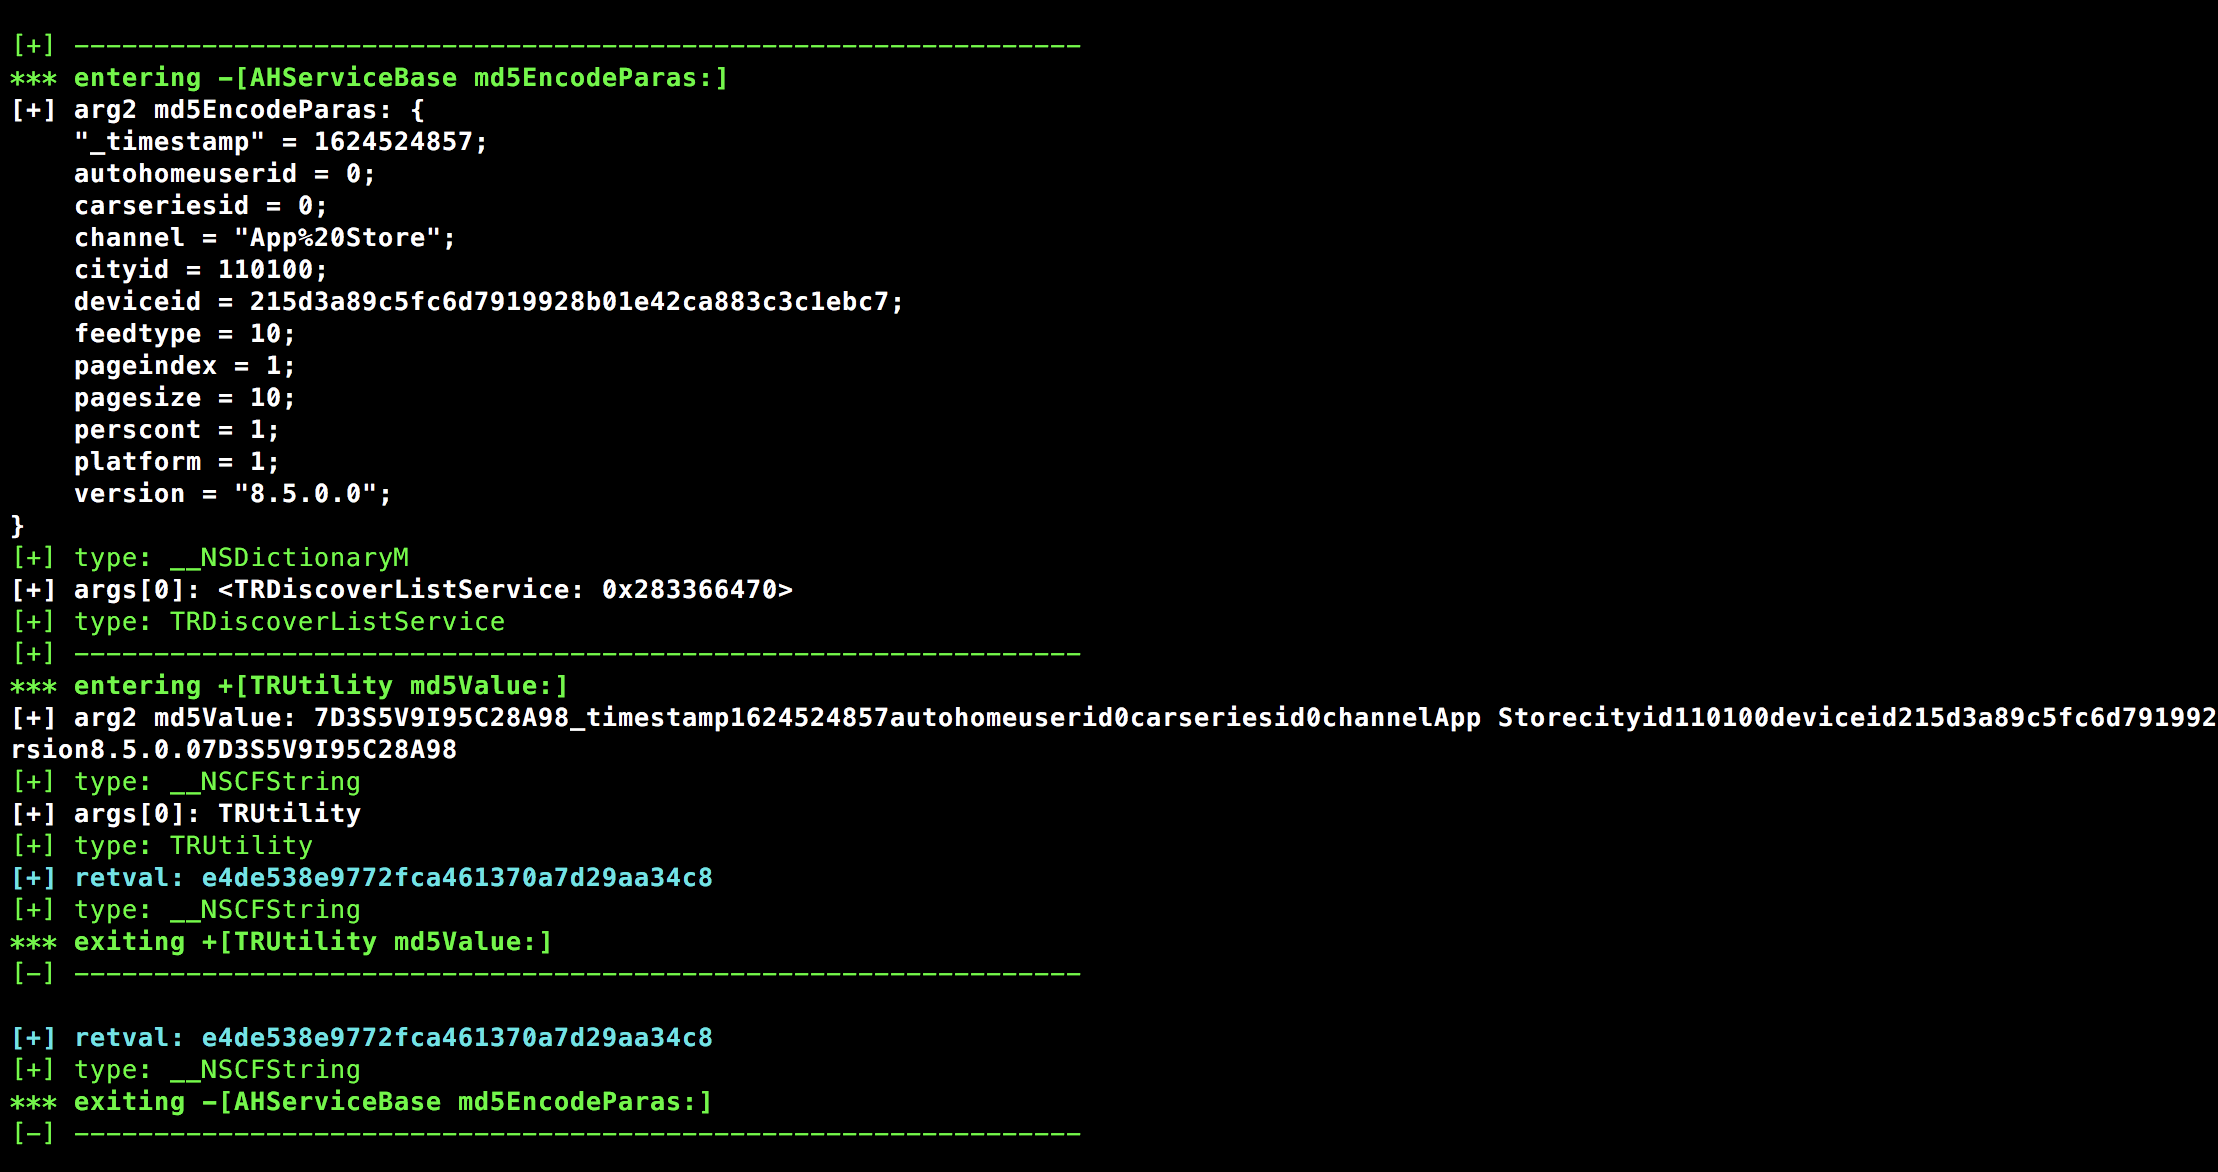 [+] ---------------------------------------------------------------
*** entering -[AHServiceBase md5EncodeParas:]
[+] arg2 md5EncodeParas: {
    "_timestamp" = 1624524857;
    autohomeuserid = 0;
    carseriesid = 0;
    channel = "App%20Store";
    cityid = 110100;
    deviceid = 215d3a89c5fc6d7919928b01e42ca883c3c1ebc7;
    feedtype = 10;
    pageindex = 1;
    pagesize = 10;
    perscont = 1;
    platform = 1;
    version = "8.5.0.0";
}
[+] type: __NSDictionaryM
[+] args[0]: <TRDiscoverListService: 0x283366470>
[+] type: TRDiscoverListService
[+] ---------------------------------------------------------------
*** entering +[TRUtility md5Value:]
[+] arg2 md5Value: 7D3S5V9I95C28A98_timestamp1624524857autohomeuserid0carseriesid0channelApp Storecityid110100deviceid215d3a89c5fc6d791992
rsion8.5.0.07D3S5V9I95C28A98
[+] type: __NSCFString
[+] args[0]: TRUtility
[+] type: TRUtility
[+] retval: e4de538e9772fca461370a7d29aa34c8
[+] type: __NSCFString
*** exiting +[TRUtility md5Value:]
[-] ---------------------------------------------------------------
[+] retval: e4de538e9772fca461370a7d29aa34c8
[+] type: __NSCFString
*** exiting -[AHServiceBase md5EncodeParas:]
[-] ---------------------------------------------------------------